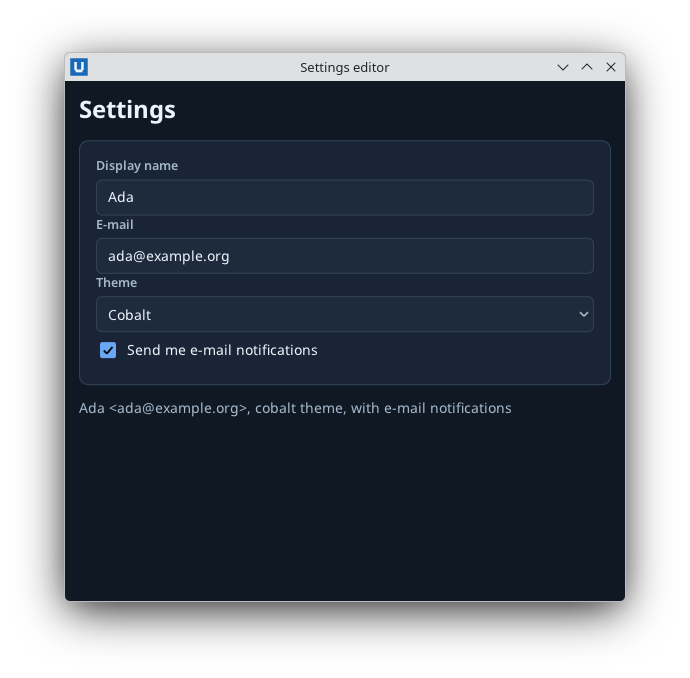 Settings editor
Settings
Display name
Ada
E-mail
ada@example.org
Theme
Cobalt
Send me e-mail notifications
Ada <ada@example.org>, cobalt theme, with e-mail notifications